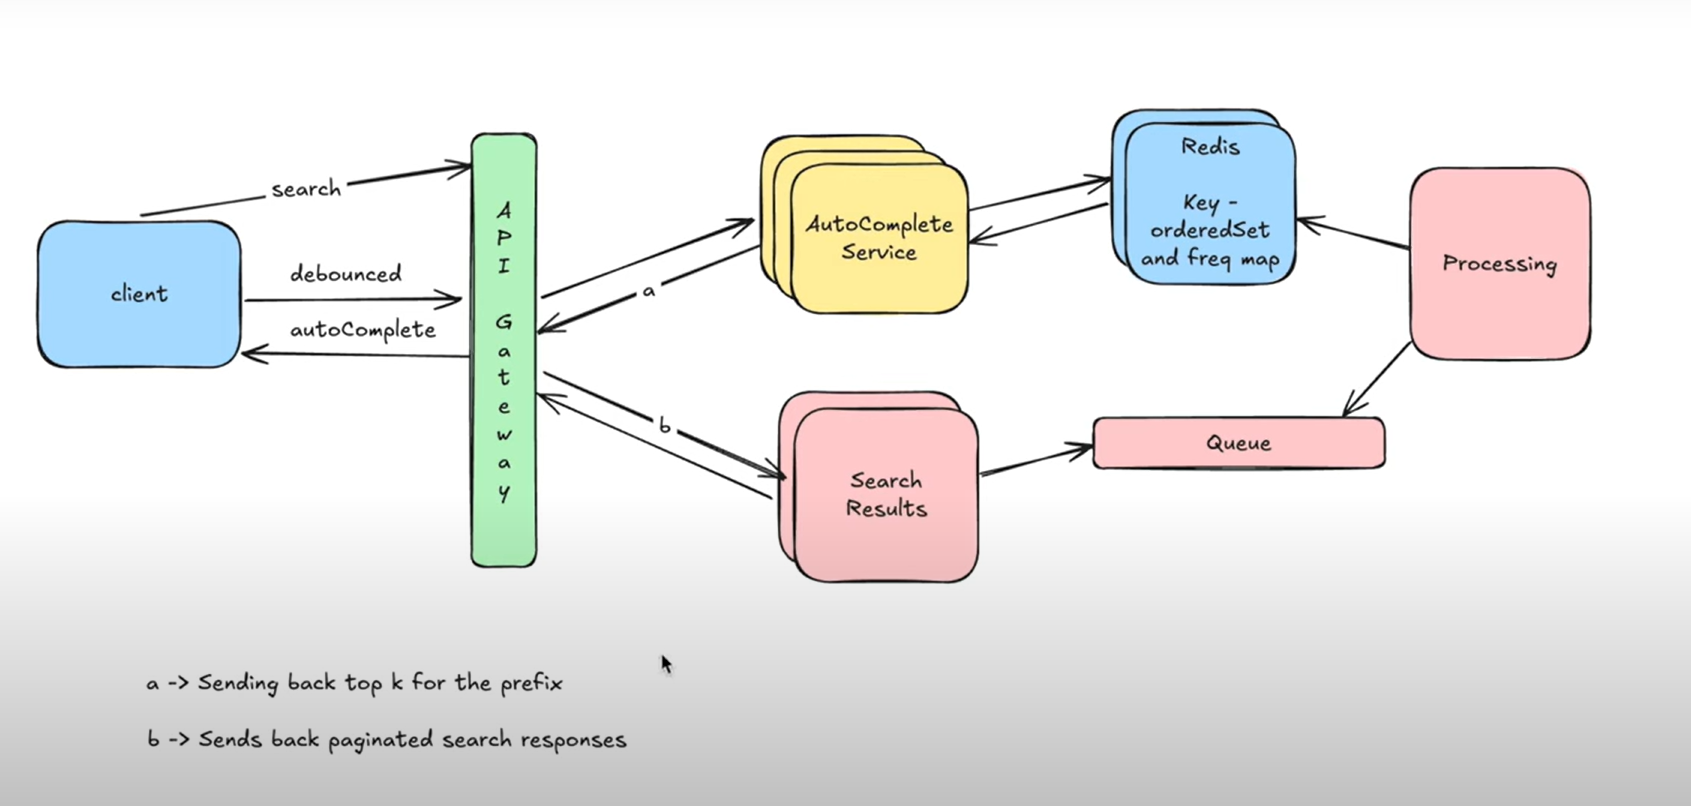 search
client
debounced
autoComplete
API Gateway
a
b
AutoComplete
Service
Redis
Key -
orderedSet
and freq map
Processing
Search
Results
Queue
a -> Sending back top k for the prefix
b -> Sends back paginated search responses